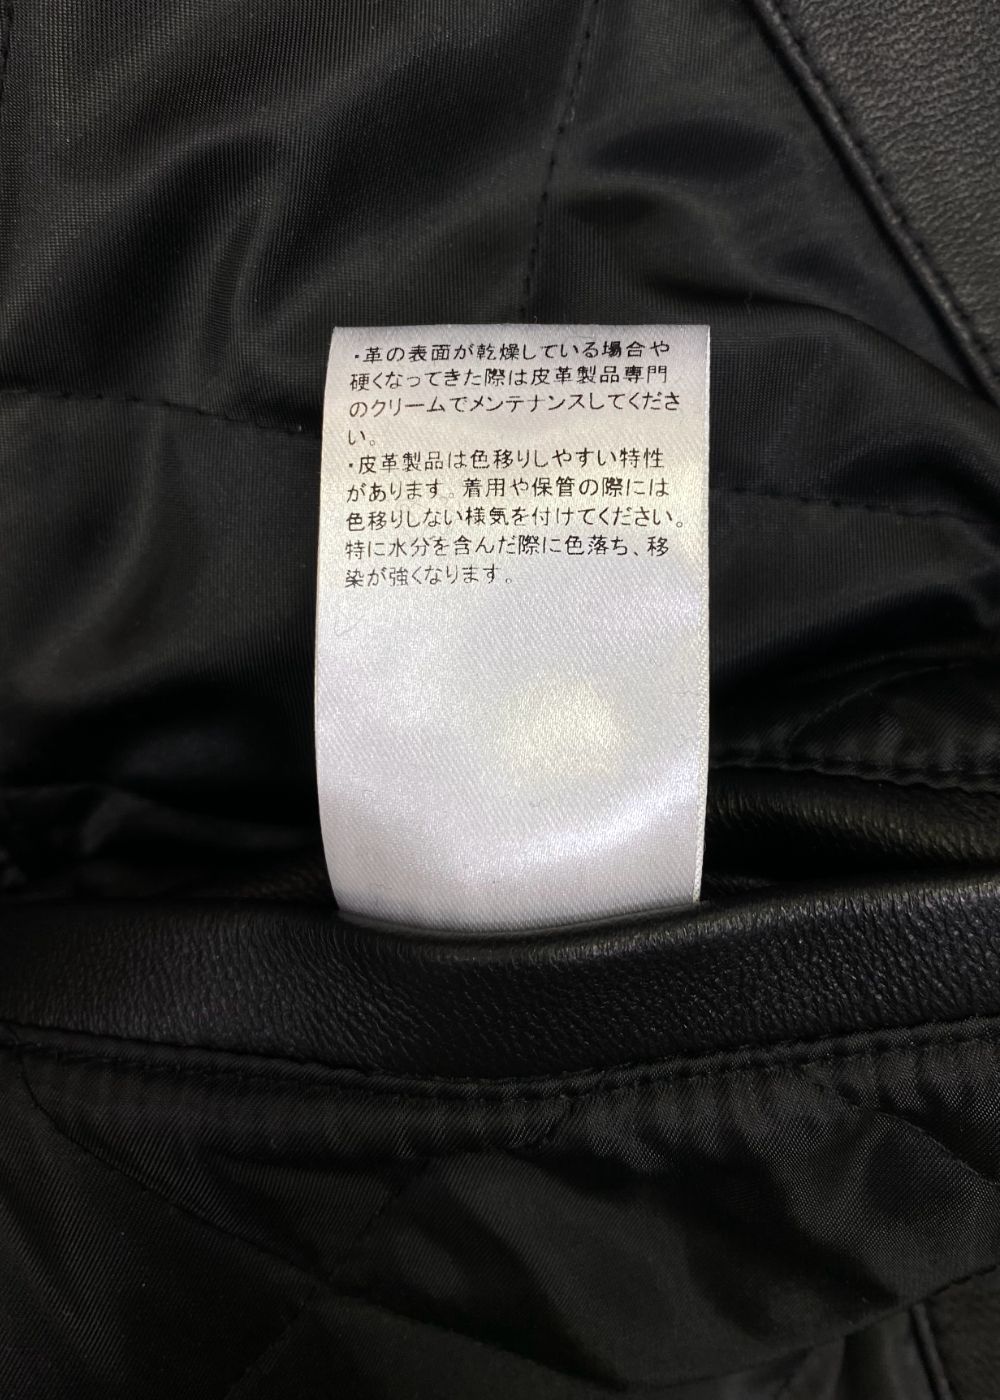 ・革の表面が乾燥している場合や
硬くなってきた際は皮革製品専門
のクリームでメンテナンスしてくださ
い。
・皮革製品は色移りしやすい特性
があります。着用や保管の際には
色移りしない様気を付けてください。
特に水分を含んだ際に色落ち、移
染が強くなります。